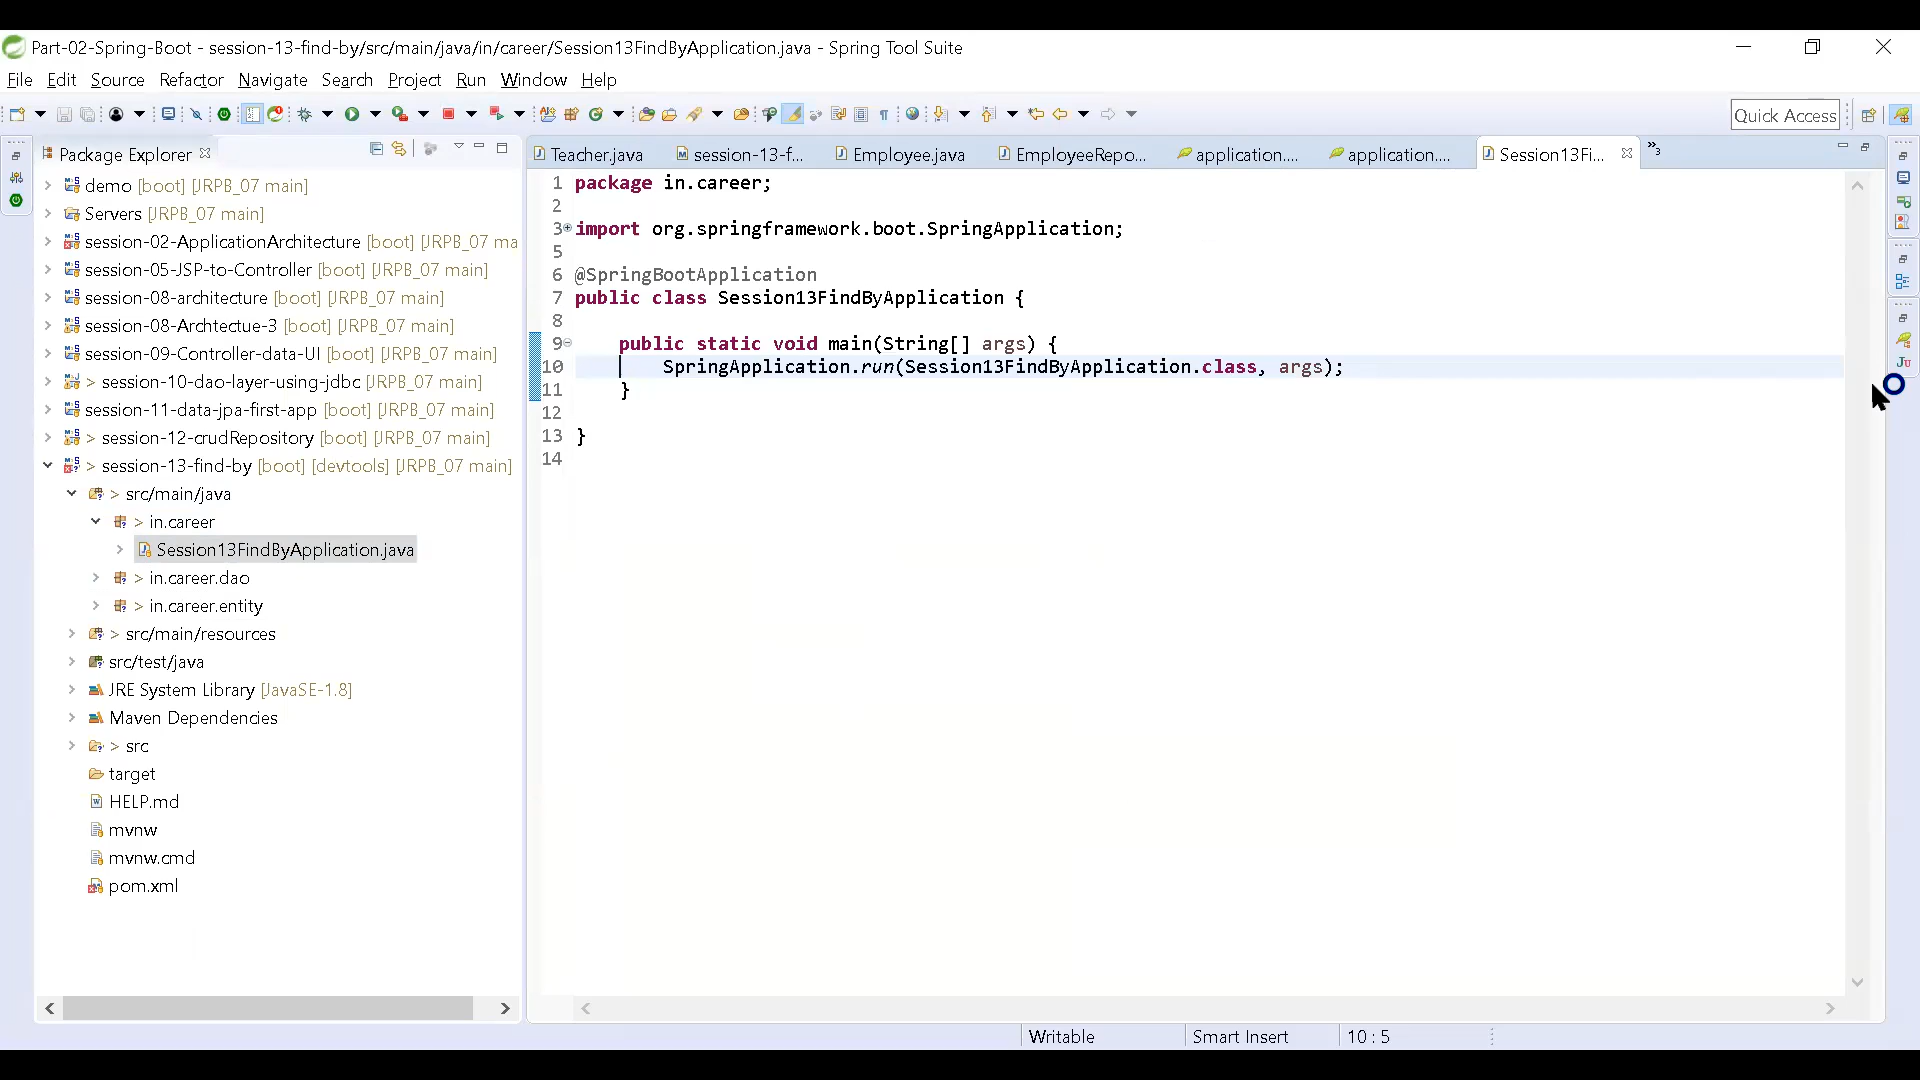 Part-02-Spring-Boot - session-13-find-by/src/main/java/in/career/Session13FindByApplication.java - Spring Tool Suite
File Edit Source Refactor Navigate Search Project Run Window Help
Quick Access
Package Explorer
demo [boot] [JRPB_07 main]
Servers [JRPB_07 main]
session-02-ApplicationArchitecture [boot] [JRPB_07 ma
session-05-JSP-to-Controller [boot] [JRPB_07 main]
session-08-architecture [boot] [JRPB_07 main]
session-08-Archtectue-3 [boot] [JRPB_07 main]
session-09-Controller-data-UI [boot] [JRPB_07 main]
> session-10-dao-layer-using-jdbc [boot] [JRPB_07 main]
session-11-data-jpa-first-app [boot] [JRPB_07 main]
> session-12-crudRepository [boot] [JRPB_07 main]
> session-13-find-by [boot] [devtools] [JRPB_07 main]
> src/main/java
> in.career
Session13FindByApplication.java
> in.career.dao
> in.career.entity
> src/main/resources
src/test/java
JRE System Library [JavaSE-1.8]
Maven Dependencies
> src
target
HELP.md
mvnw
mvnw.cmd
pom.xml
Teacher.java session-13-f... Employee.java EmployeeRepo... application.... application.... Session13Fi... »3
1 package in.career;
2
3 import org.springframework.boot.SpringApplication;
5
6 @SpringBootApplication
7 public class Session13FindByApplication {
8
9 public static void main(String[] args) {
10 SpringApplication.run(Session13FindByApplication.class, args);
11 }
12
13 }
14
Writable Smart Insert 10 : 5